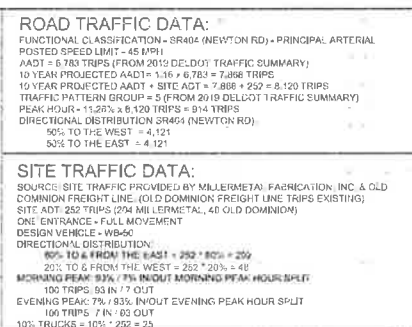 ROAD TRAFFIC DATA:
FUNCTIONAL CLASSIFICATION - SR404 (NEWTON RD) - PRINCIPAL ARTERIAL
POSTED SPEED LIMIT - 45 MPH
AADT = 6,783 TRIPS (FROM 2019 DELDOT TRAFFIC SUMMARY)
10 YEAR PROJECTED AADT = 1.16 x 6,783 = 7,868 TRIPS
10 YEAR PROJECTED AADT + SITE ADT = 7,868 + 252 = 8,120 TRIPS
TRAFFIC PATTERN GROUP = 5 (FROM 2019 DELDOT TRAFFIC SUMMARY)
PEAK HOUR = 11.26% x 8,120 TRIPS = 914 TRIPS
DIRECTIONAL DISTRIBUTION SR404 (NEWTON RD)
50% TO THE WEST = 4,121
50% TO THE EAST = 4,121
SITE TRAFFIC DATA:
SOURCE: SITE TRAFFIC PROVIDED BY MILLERMETAL FABRICATION, INC. & OLD
DOMINION FREIGHT LINE. (OLD DOMINION FREIGHT LINE TRIPS EXISTING)
SITE ADT: 252 TRIPS (204 MILLERMETAL, 48 OLD DOMINION)
ONE ENTRANCE - FULL MOVEMENT
DESIGN VEHICLE - WB-50
DIRECTIONAL DISTRIBUTION:
80% TO & FROM THE EAST = 252 * 80% = 202
20% TO & FROM THE WEST = 252 * 20% = 48
MORNING PEAK: 93% / 7% IN/OUT MORNING PEAK HOUR SPLIT
100 TRIPS 93 IN / 7 OUT
EVENING PEAK: 7% / 93% IN/OUT EVENING PEAK HOUR SPLIT
100 TRIPS 7 IN / 93 OUT
10% TRUCKS = 10% * 252 = 25